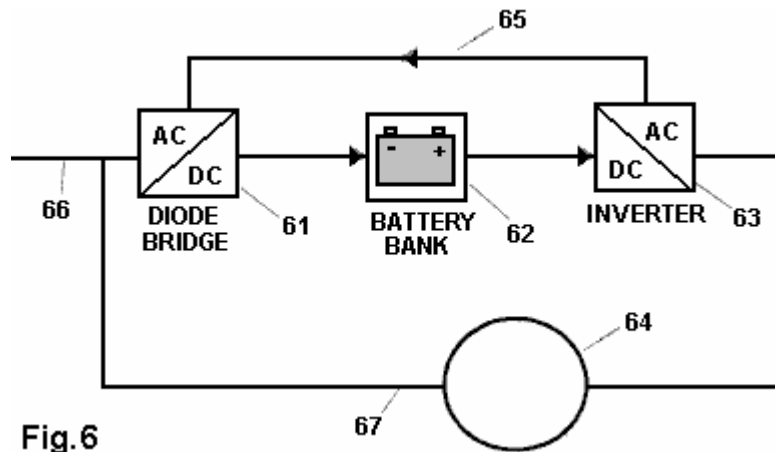 65
AC
DC
- +
AC
DC
66
DIODE
BRIDGE
61
BATTERY
BANK
62
INVERTER
63
64
67
Fig.6